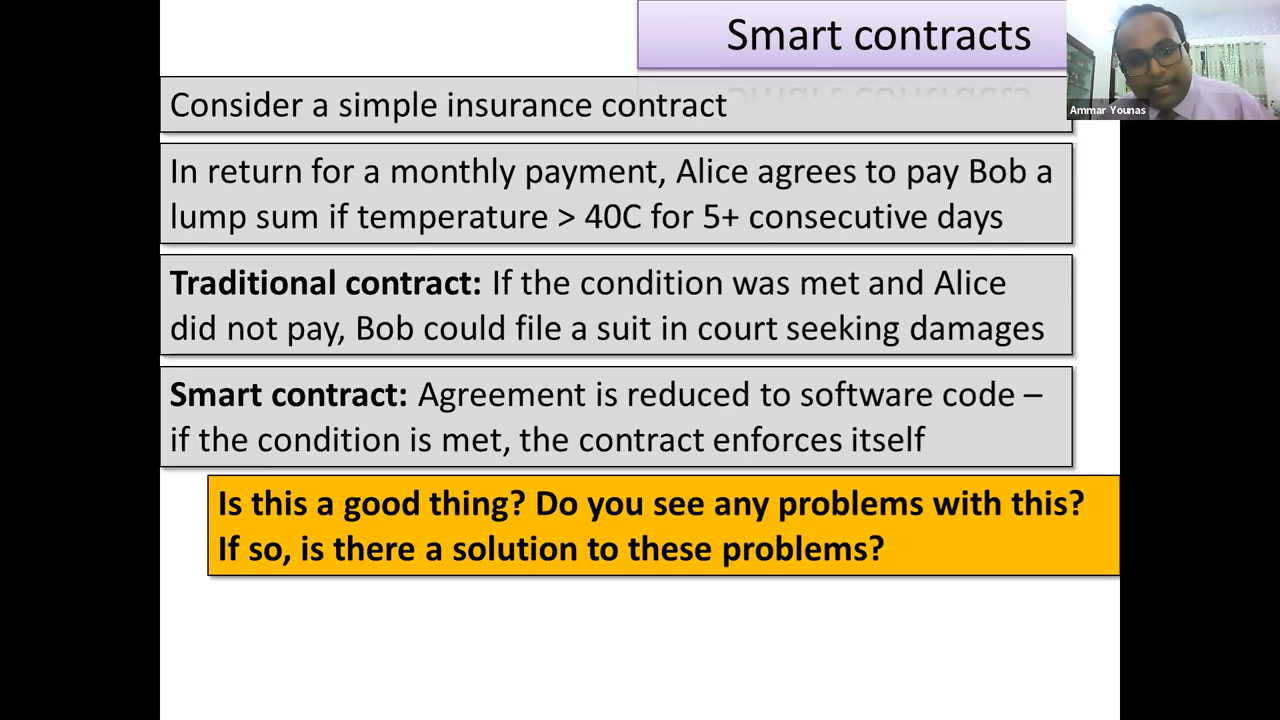 Smart contracts
Ammar Younas
Consider a simple insurance contract
In return for a monthly payment, Alice agrees to pay Bob a
lump sum if temperature > 40C for 5+ consecutive days
Traditional contract: If the condition was met and Alice
did not pay, Bob could file a suit in court seeking damages
Smart contract: Agreement is reduced to software code –
if the condition is met, the contract enforces itself
Is this a good thing? Do you see any problems with this?
If so, is there a solution to these problems?